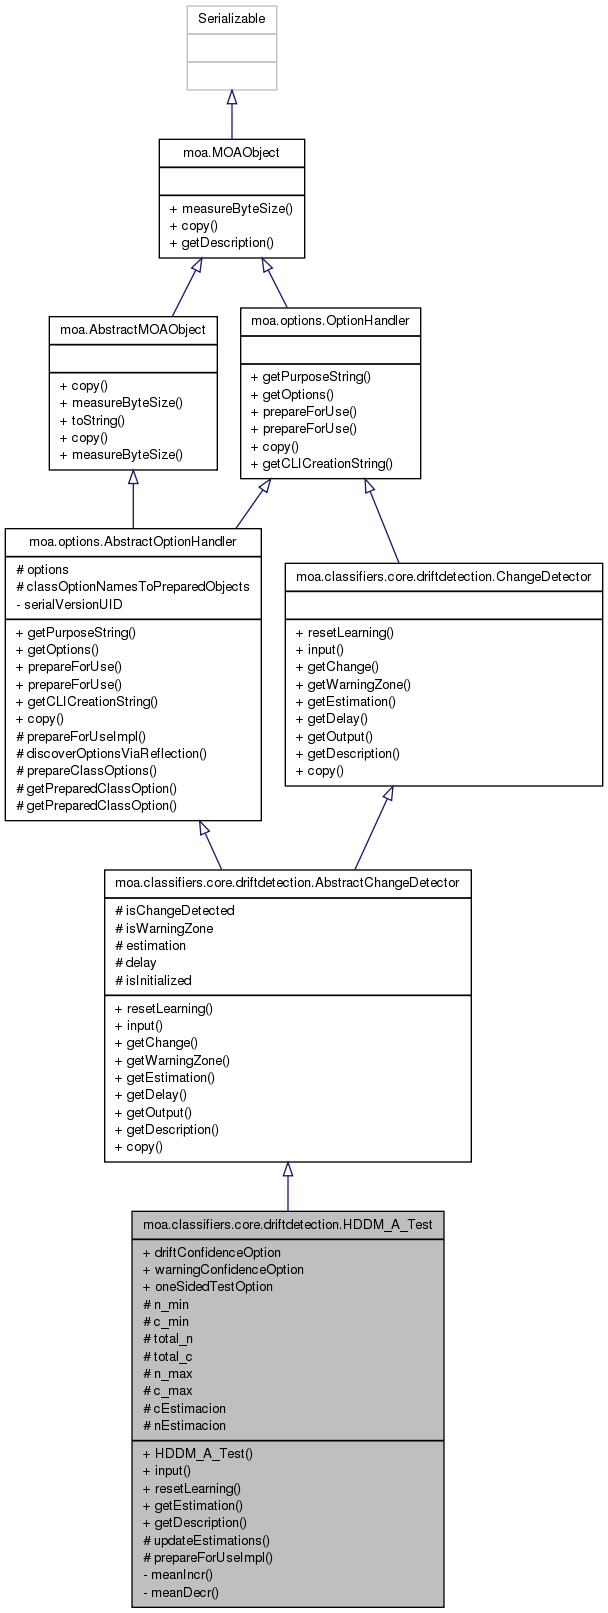 Serializable
moa.MOAObject
+ measureByteSize()
+ copy()
+ getDescription()
moa.AbstractMOAObject
+ copy()
+ measureByteSize()
+ toString()
+ copy()
+ measureByteSize()
moa.options.OptionHandler
+ getPurposeString()
+ getOptions()
+ prepareForUse()
+ prepareForUse()
+ copy()
+ getCLICreationString()
moa.options.AbstractOptionHandler
# options
# classOptionNamesToPreparedObjects
- serialVersionUID
+ getPurposeString()
+ getOptions()
+ prepareForUse()
+ prepareForUse()
+ getCLICreationString()
+ copy()
# prepareForUseImpl()
# discoverOptionsViaReflection()
# prepareClassOptions()
# getPreparedClassOption()
# getPreparedClassOption()
moa.classifiers.core.driftdetection.ChangeDetector
+ resetLearning()
+ input()
+ getChange()
+ getWarningZone()
+ getEstimation()
+ getDelay()
+ getOutput()
+ getDescription()
+ copy()
moa.classifiers.core.driftdetection.AbstractChangeDetector
# isChangeDetected
# isWarningZone
# estimation
# delay
# isInitialized
+ resetLearning()
+ input()
+ getChange()
+ getWarningZone()
+ getEstimation()
+ getDelay()
+ getOutput()
+ getDescription()
+ copy()
moa.classifiers.core.driftdetection.HDDM_A_Test
+ driftConfidenceOption
+ warningConfidenceOption
+ oneSidedTestOption
# n_min
# c_min
# total_n
# total_c
# n_max
# c_max
# cEstimacion
# nEstimacion
+ HDDM_A_Test()
+ input()
+ resetLearning()
+ getEstimation()
+ getDescription()
# updateEstimations()
# prepareForUseImpl()
- meanIncr()
- meanDecr()